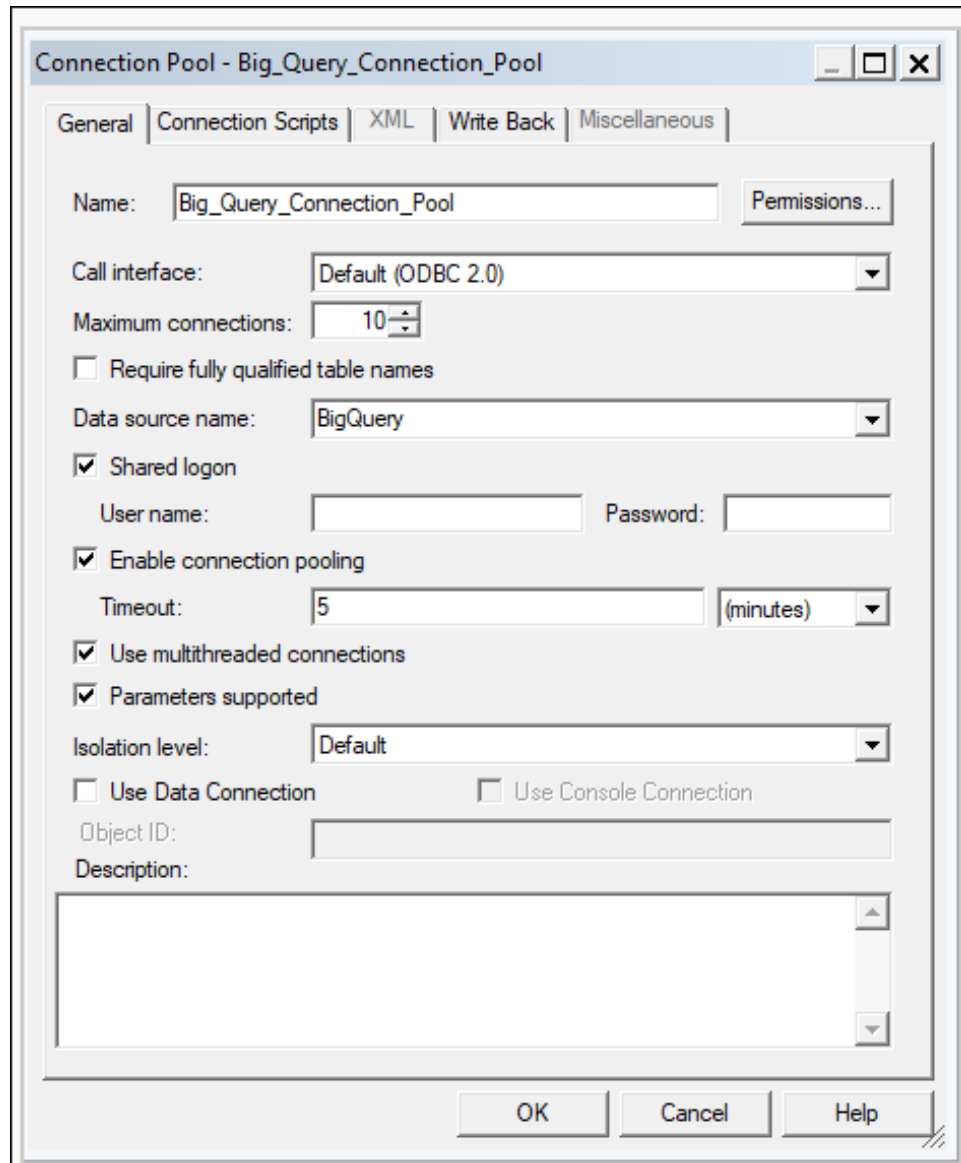 Connection Pool - Big_Query_Connection_Pool
General Connection Scripts XML Write Back Miscellaneous
Name: Big_Query_Connection_Pool Permissions...
Call interface: Default (ODBC 2.0)
Maximum connections: 10
Require fully qualified table names
Data source name: BigQuery
Shared logon
User name: Password:
Enable connection pooling
Timeout: 5 (minutes)
Use multithreaded connections
Parameters supported
Isolation level: Default
Use Data Connection Use Console Connection
Object ID:
Description:
OK Cancel Help